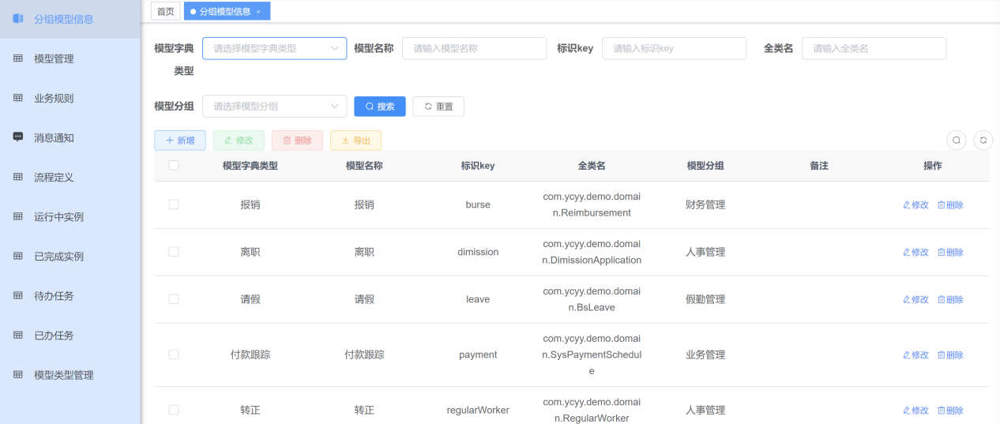 分组模型信息
模型管理
业务规则
消息通知
流程定义
运行中实例
已完成实例
待办任务
已办任务
模型类型管理
首页 分组模型信息 ×
模型字典类型 请选择模型字典类型 模型名称 请输入模型名称 标识key 请输入标识key 全类名 请输入全类名
模型分组 请选择模型分组 搜索 重置
新增 修改 删除 导出
模型字典类型 模型名称 标识key 全类名 模型分组 备注 操作
报销 报销 burse com.ycyy.demo.domain.Reimbursement 财务管理 修改 删除
离职 离职 dimission com.ycyy.demo.domain.DimissionApplication 人事管理 修改 删除
请假 请假 leave com.ycyy.demo.domain.BsLeave 假勤管理 修改 删除
付款跟踪 付款跟踪 payment com.ycyy.demo.domain.SysPaymentSchedule 业务管理 修改 删除
转正 转正 regularWorker com.ycyy.demo.domain.RegularWorker 人事管理 修改 删除